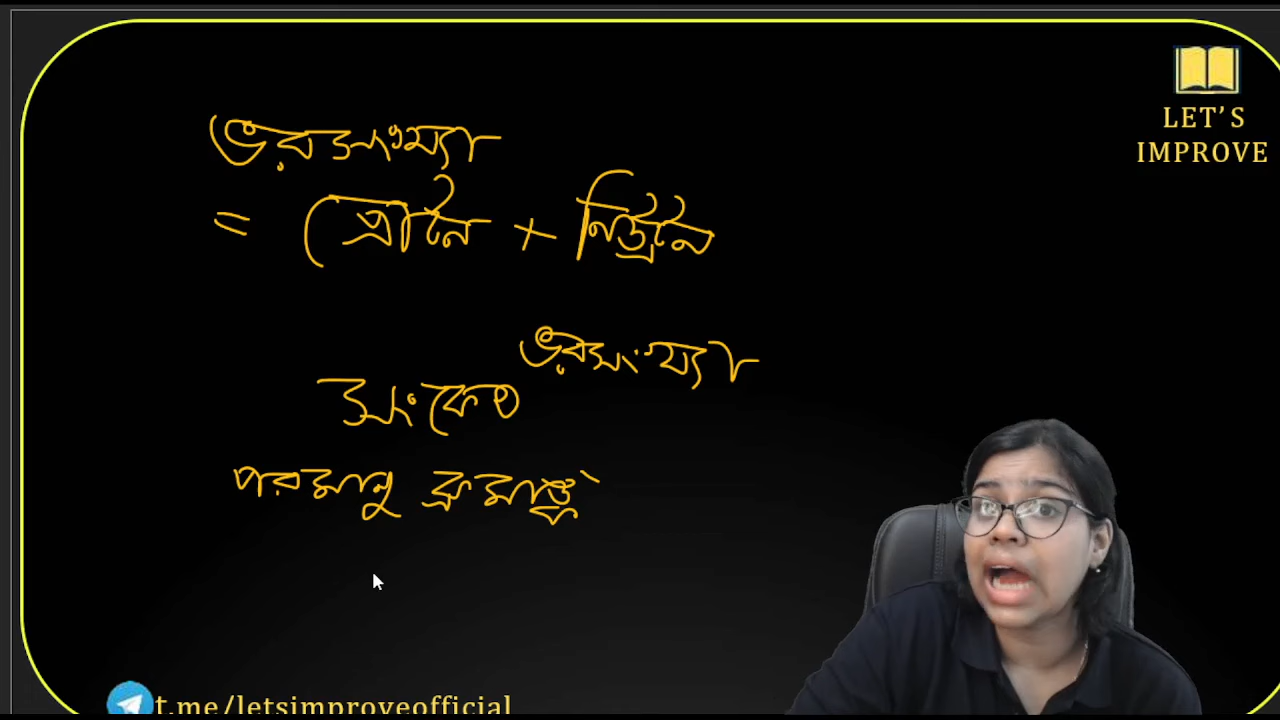 LET'S
IMPROVE
ভরসংখ্যা
= (প্রোটন + নিউট্রন
ভরসংখ্যা
সংকেত
পরমানু ক্রমাঙ্ক
t.me/letsimproveofficial